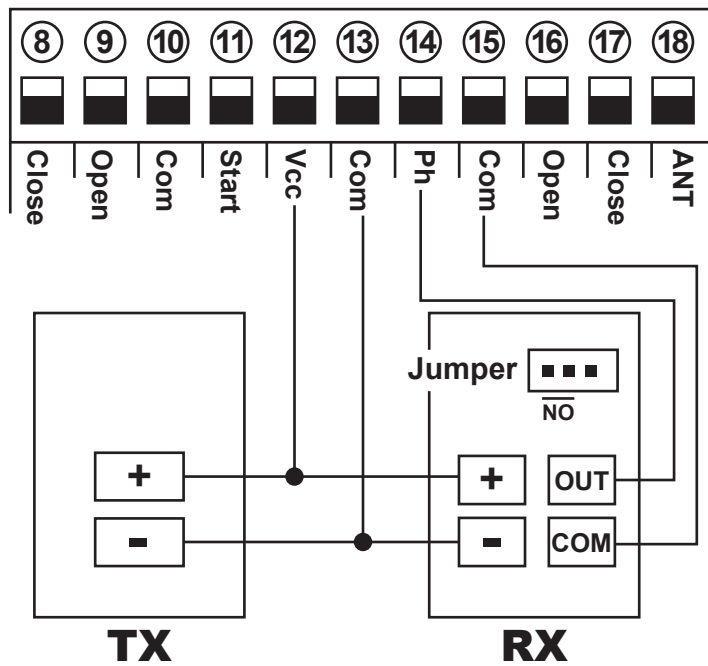 8 9 10 11 12 13 14 15 16 17 18
Close Open Com Start Vcc Com Ph Com Open Close ANT
Jumper
NO
+ + OUT
- - COM
TX RX